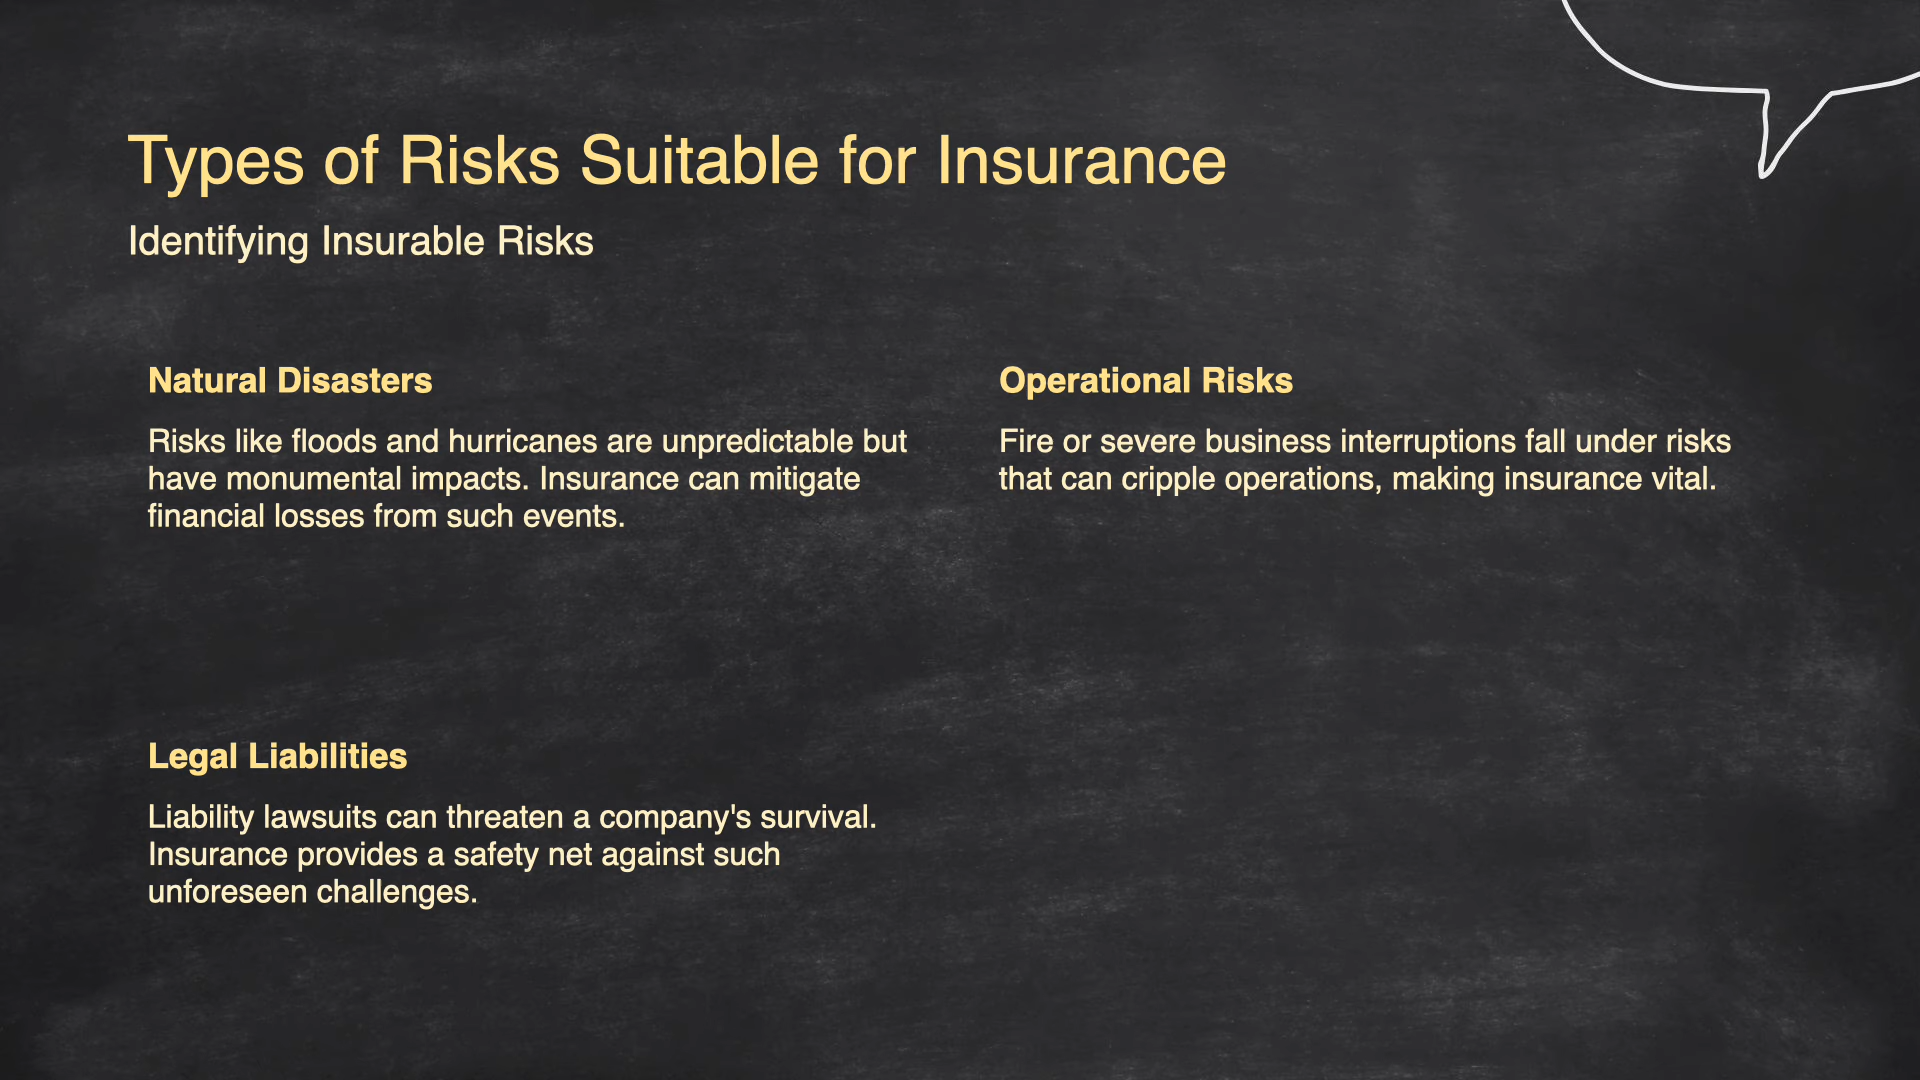 Types of Risks Suitable for Insurance
Identifying Insurable Risks
Natural Disasters
Risks like floods and hurricanes are unpredictable but
have monumental impacts. Insurance can mitigate
financial losses from such events.
Operational Risks
Fire or severe business interruptions fall under risks
that can cripple operations, making insurance vital.
Legal Liabilities
Liability lawsuits can threaten a company's survival.
Insurance provides a safety net against such
unforeseen challenges.